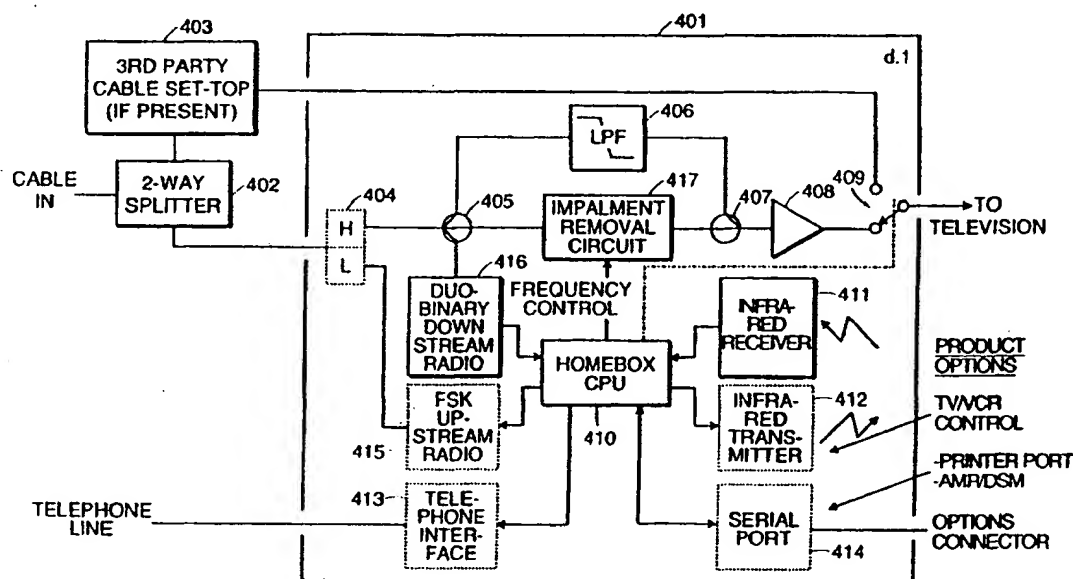 403
3RD PARTY
CABLE SET-TOP
(IF PRESENT)
CABLE
IN
2-WAY
SPLITTER
402
401
d.1
404
H
L
405
LPF
406
417
IMPALMENT
REMOVAL
CIRCUIT
407
408
409
TO
TELEVISION
416
DUO-
BINARY
DOWN
STREAM
RADIO
FREQUENCY
CONTROL
HOMEBOX
CPU
410
INFRA-
RED
RECEIVER
411
PRODUCT
OPTIONS
FSK
UP-
STREAM
RADIO
415
INFRA-
RED
TRANS-
MITTER
412
TV/VCR
CONTROL
-PRINTER PORT
-AMR/DSM
TELEPHONE
LINE
413
TELE-
PHONE
INTER-
FACE
SERIAL
PORT
414
OPTIONS
CONNECTOR